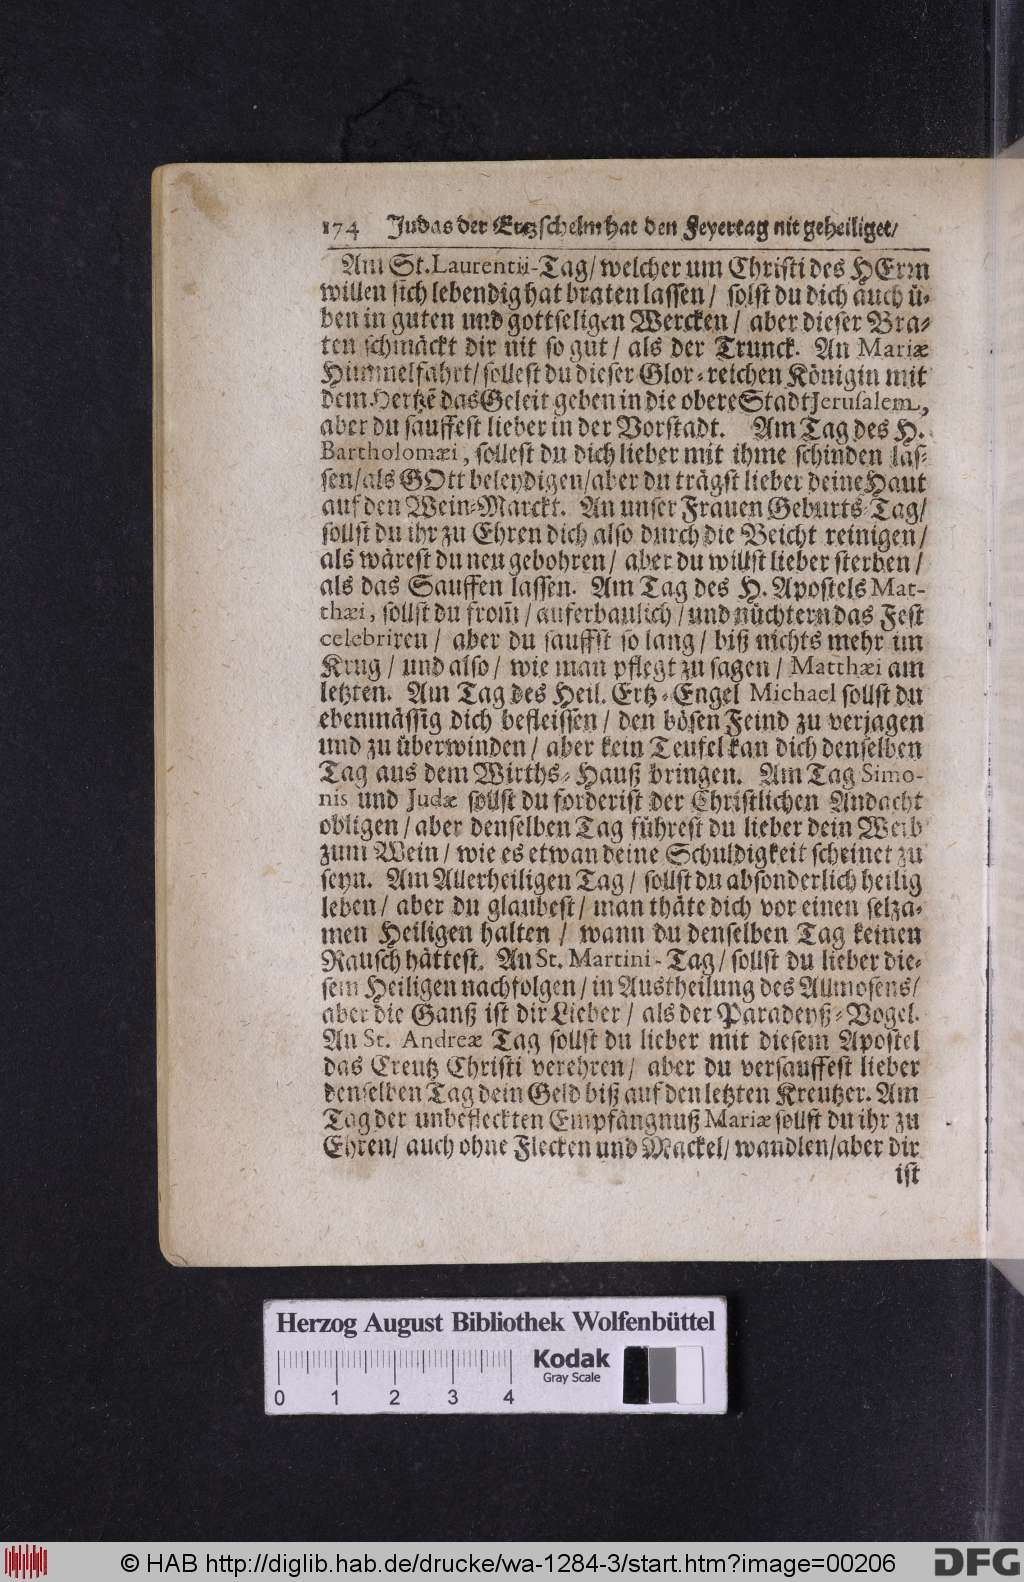 174 Judas der Ertzschelm hat den Feyertag nit geheiliget/
Am St. Laurentii-Tag/ welcher um Christi des HErrn
willen sich lebendig hat braten lassen/ solst du dich auch ü-
ben in guten und gottseligen Wercken/ aber dieser Bra-
ten schmäckt dir nit so gut/ als der Trunck. An Mariæ
Himmelfahrt/ sollest du dieser Glor-reichen Königin mit
dem Hertzē das Geleit geben in die obere Stadt Jerusalem,
aber du sauffest lieber in der Vorstadt. Am Tag des H.
Bartholomæi, sollest du dich lieber mit ihme schinden las-
sen/ als GOtt beleydigen/ aber du trägst lieber deine Haut
auf den Wein-Marckt. An unser Frauen Geburts-Tag/
sollst du ihr zu Ehren dich also durch die Beicht reinigen/
als wärest du neu gebohren/ aber du willst lieber sterben/
als das Sauffen lassen. Am Tag des H. Apostels Mat-
thæi, sollst du from̄/ auferbaulich/ und nüchtern das Fest
celebriren/ aber du sauffst so lang/ biß nichts mehr im
Krug/ und also/ wie man pflegt zu sagen/ Matthæi am
letzten. Am Tag des Heil. Ertz-Engel Michael sollst du
ebenmässig dich befleissen/ den bösen Feind zu verjagen
und zu überwinden/ aber kein Teufel kan dich denselben
Tag aus dem Wirths-Hauß bringen. Am Tag Simo-
nis und Judæ sollst du forderist der Christlichen Andacht
obligen/ aber denselben Tag führest du lieber dein Weib
zum Wein/ wie es etwan deine Schuldigkeit scheinet zu
seyn. Am Allerheiligen Tag/ sollst du absonderlich heilig
leben/ aber du glaubest/ man thäte dich vor einen selza-
men Heiligen halten/ wann du denselben Tag keinen
Rausch hättest. An St. Martini-Tag/ sollst du lieber die-
sem Heiligen nachfolgen/ in Austheilung des Allmosens/
aber die Ganß ist dir Lieber/ als der Paradeyß-Vogel.
An St. Andreæ Tag sollst du lieber mit diesem Apostel
das Creutz Christi verehren/ aber du versauffest lieber
denselben Tag dein Geld biß auf den letzten Kreutzer. Am
Tag der unbefleckten Empfängnuß Mariæ sollst du ihr zu
Ehren/ auch ohne Flecken und Mackel/ wandlen/ aber dir
ist
Herzog August Bibliothek Wolfenbüttel
Kodak
Gray Scale
0 1 2 3 4
© HAB http://diglib.hab.de/drucke/wa-1284-3/start.htm?image=00206
DFG